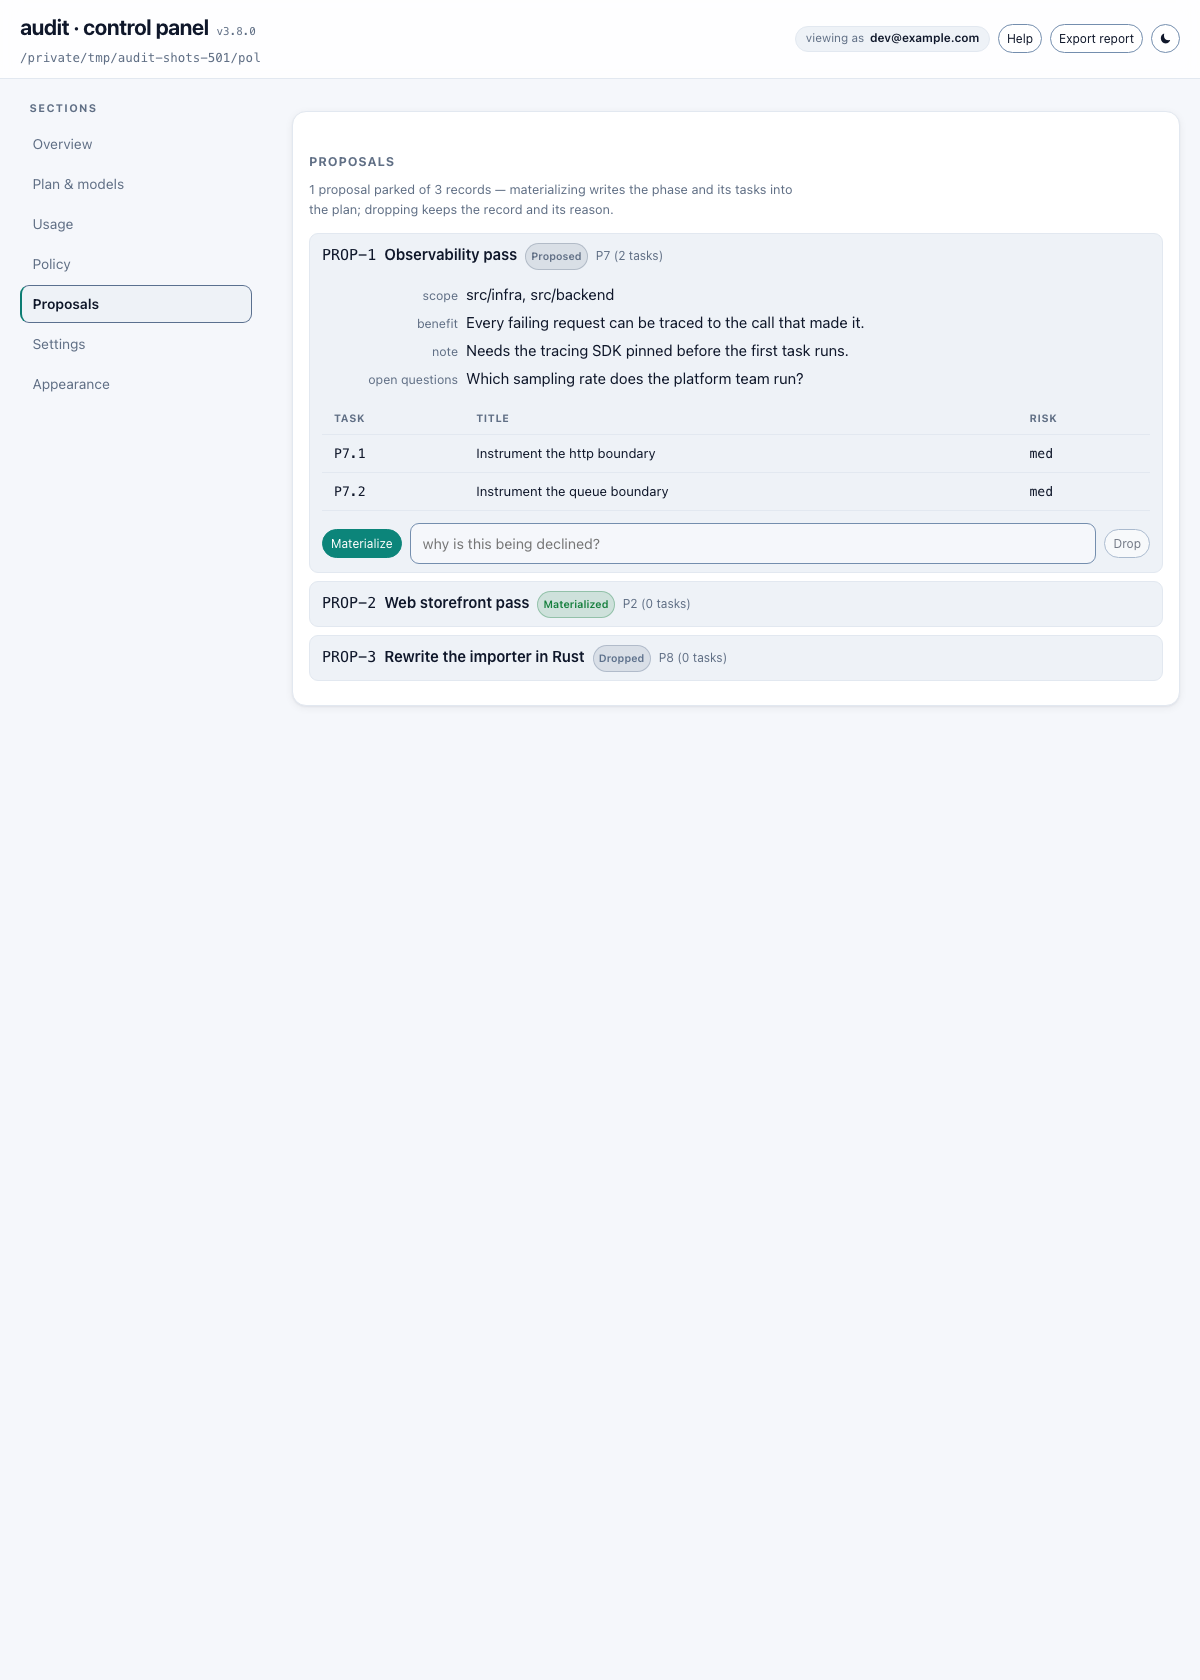 audit · control panel v3.8.0
/private/tmp/audit-shots-501/pol
viewing as dev@example.com
Help
Export report
SECTIONS
Overview
Plan & models
Usage
Policy
Proposals
Settings
Appearance
PROPOSALS
1 proposal parked of 3 records — materializing writes the phase and its tasks into
the plan; dropping keeps the record and its reason.
PROP-1 Observability pass Proposed P7 (2 tasks)
scope src/infra, src/backend
benefit Every failing request can be traced to the call that made it.
note Needs the tracing SDK pinned before the first task runs.
open questions Which sampling rate does the platform team run?
TASK TITLE RISK
P7.1 Instrument the http boundary med
P7.2 Instrument the queue boundary med
Materialize why is this being declined? Drop
PROP-2 Web storefront pass Materialized P2 (0 tasks)
PROP-3 Rewrite the importer in Rust Dropped P8 (0 tasks)